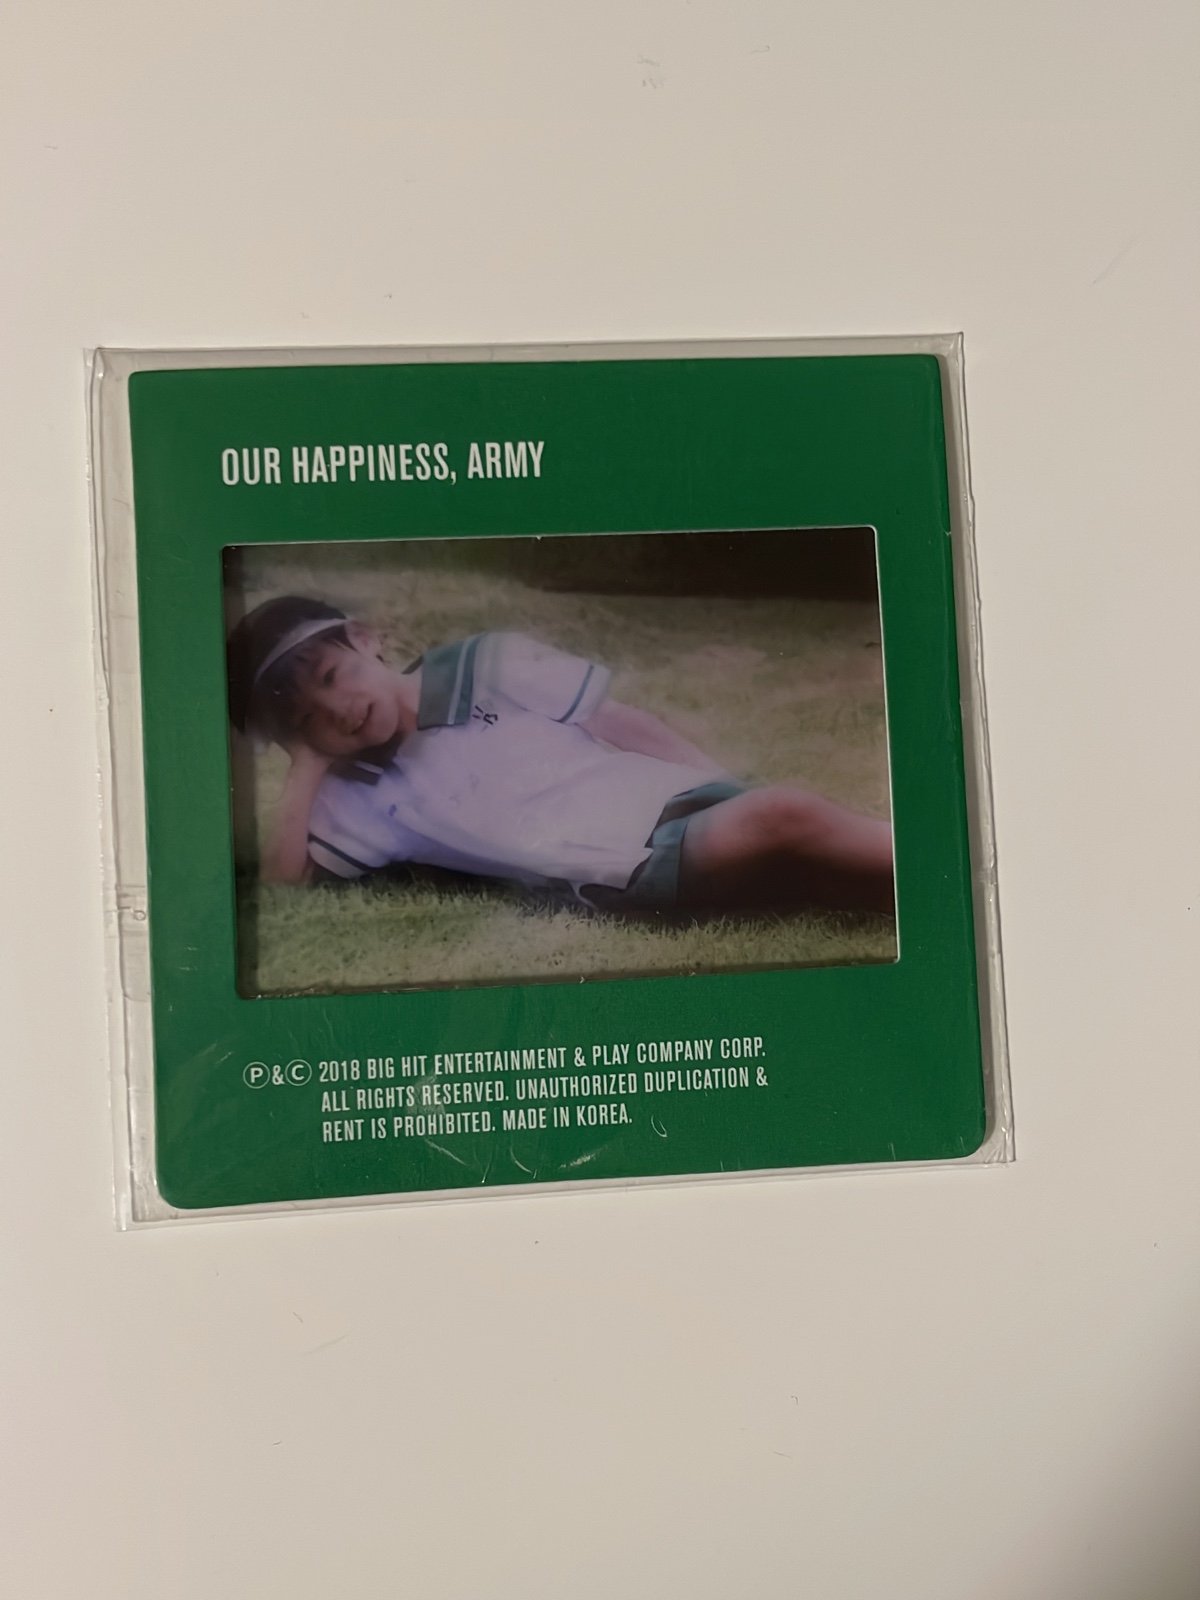 OUR HAPPINESS, ARMY
Ⓟ&Ⓒ 2018 BIG HIT ENTERTAINMENT & PLAY COMPANY CORP.
ALL RIGHTS RESERVED. UNAUTHORIZED DUPLICATION &
RENT IS PROHIBITED. MADE IN KOREA.